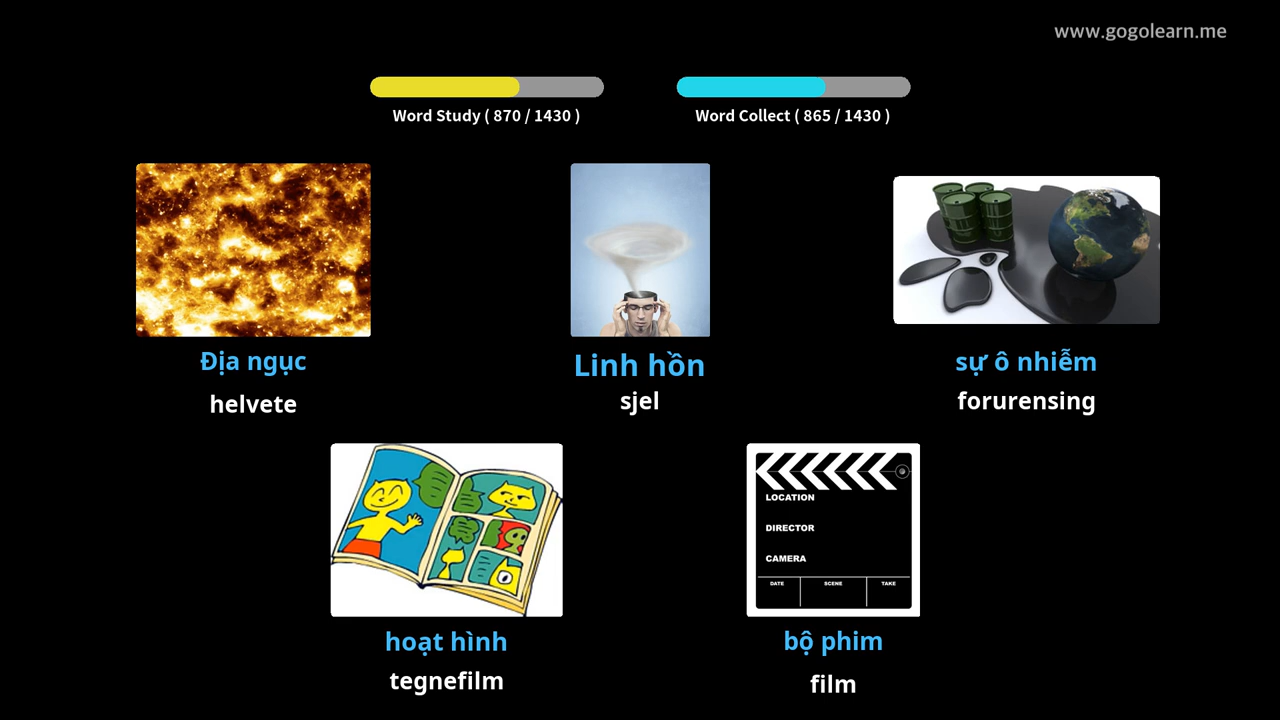 www.gogolearn.me
Word Study ( 870 / 1430 )
Word Collect ( 865 / 1430 )
Địa ngục
helvete
Linh hồn
sjel
sự ô nhiễm
forurensing
LOCATION
DIRECTOR
CAMERA
DATE SCENE TAKE
hoạt hình
tegnefilm
bộ phim
film